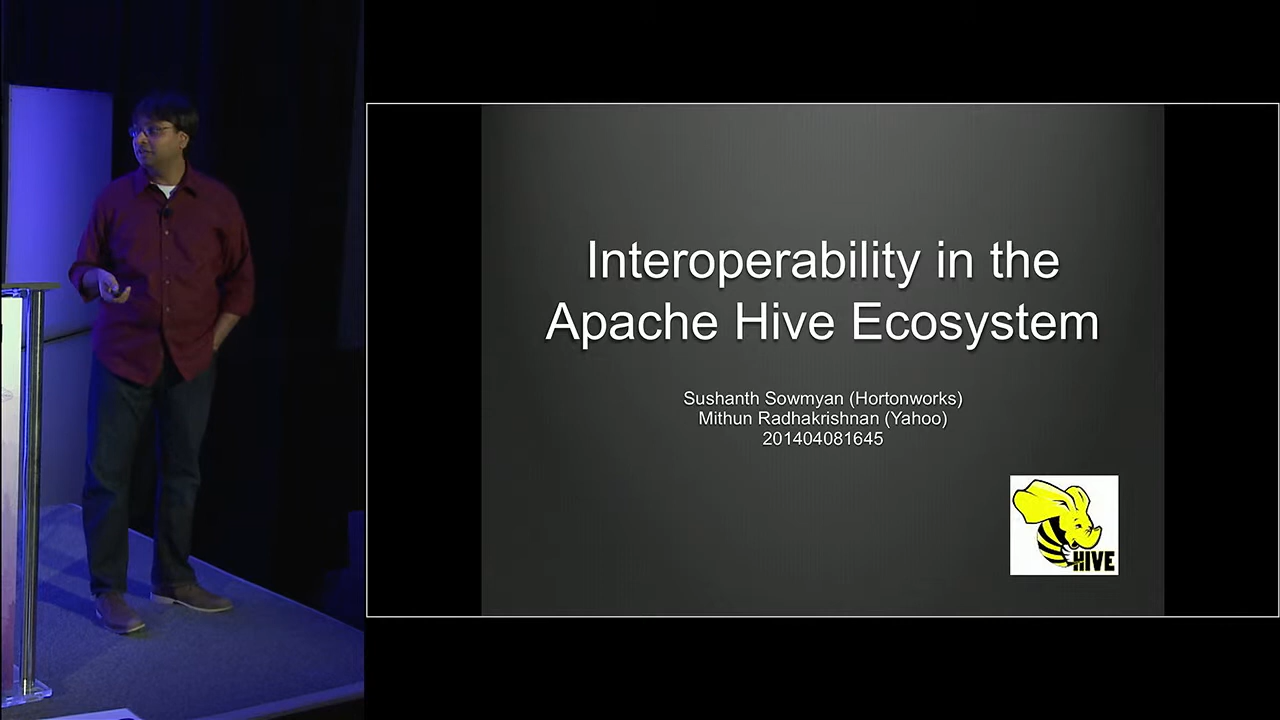 Interoperability in the
Apache Hive Ecosystem
Sushanth Sowmyan (Hortonworks)
Mithun Radhakrishnan (Yahoo)
201404081645
HIVE